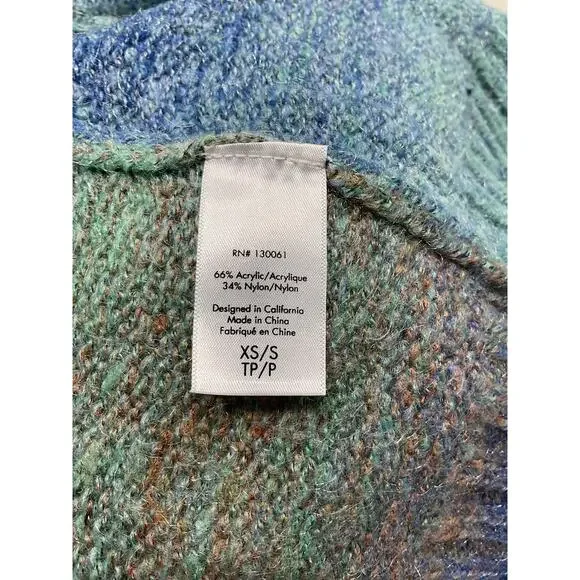 RN# 130061
66% Acrylic/Acrylique
34% Nylon/Nylon
Designed in California
Made in China
Fabriqué en Chine
XS/S
TP/P